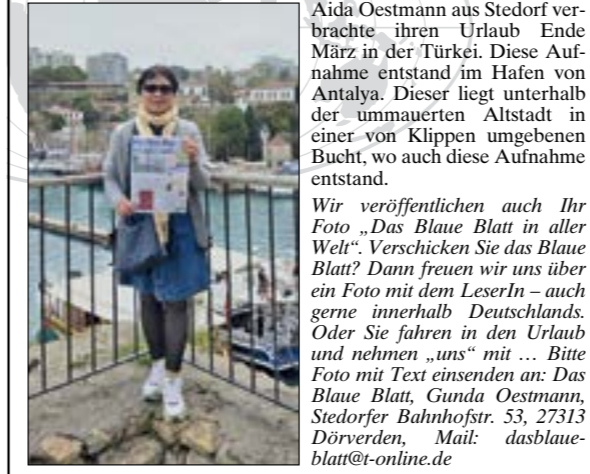 Aida Oestmann aus Stedorf ver-
brachte ihren Urlaub Ende
März in der Türkei. Diese Auf-
nahme entstand im Hafen von
Antalya. Dieser liegt unterhalb
der ummauerten Altstadt in
einer von Klippen umgebenen
Bucht, wo auch diese Aufnahme
entstand.
Wir veröffentlichen auch Ihr
Foto „Das Blaue Blatt in aller
Welt“. Verschicken Sie das Blaue
Blatt? Dann freuen wir uns über
ein Foto mit dem LeserIn – auch
gerne innerhalb Deutschlands.
Oder Sie fahren in den Urlaub
und nehmen „uns“ mit … Bitte
Foto mit Text einsenden an: Das
Blaue Blatt, Gunda Oestmann,
Stedorfer Bahnhofstr. 53, 27313
Dörverden, Mail: dasblaue-
blatt@t-online.de